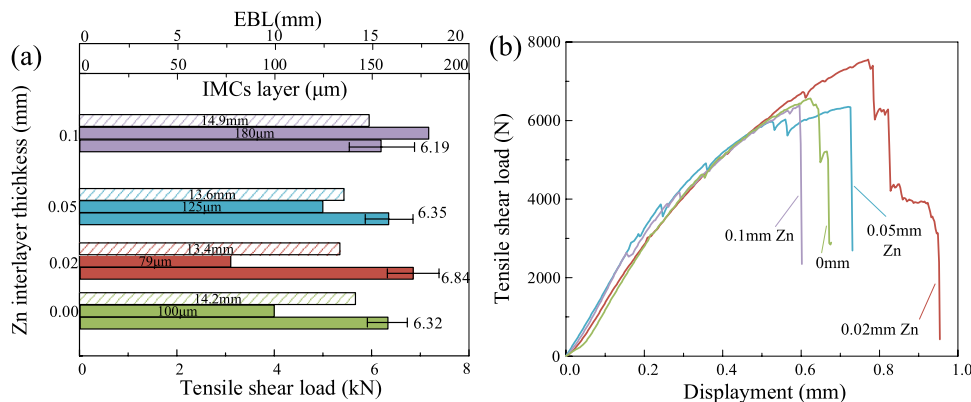 EBL(mm)
0 5 10 15 20
0 25 50 75 100 125 150 175 200
IMCs layer (μm)
(a)
Zn interlayer thichkess (mm)
0.1
14.9mm
180μm
6.19
0.05
13.6mm
125μm
6.35
0.02
13.4mm
79μm
6.84
0.00
14.2mm
100μm
6.32
0 2 4 6 8
Tensile shear load (kN)
(b)
Tensile shear load (N)
8000
6000
4000
2000
0
0.1mm Zn
0mm
0.05mm
Zn
0.02mm Zn
0.0 0.2 0.4 0.6 0.8 1.0
Displayment (mm)